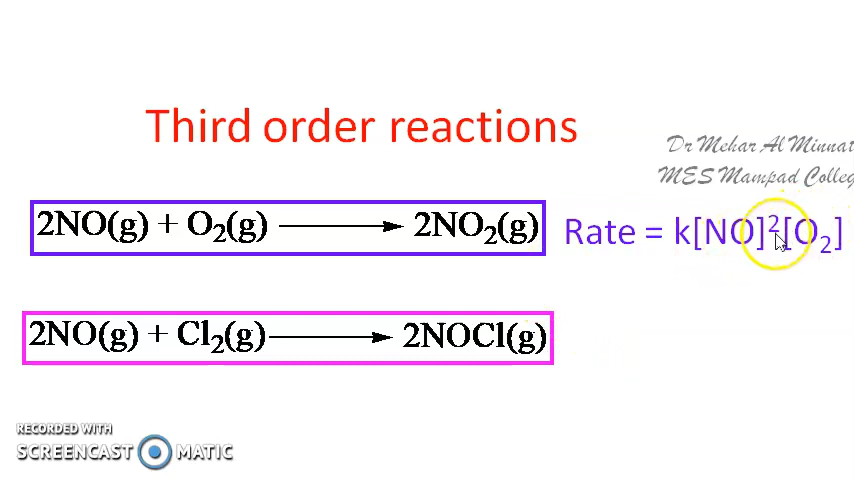 Third order reactions
Dr Mehar Al Minnat
MES Mampad Colleg
2NO(g) + O₂(g) ⟶ 2NO₂(g)
Rate = k[NO]²[O₂]
2NO(g) + Cl₂(g) ⟶ 2NOCl(g)
RECORDED WITH
SCREENCAST MATIC